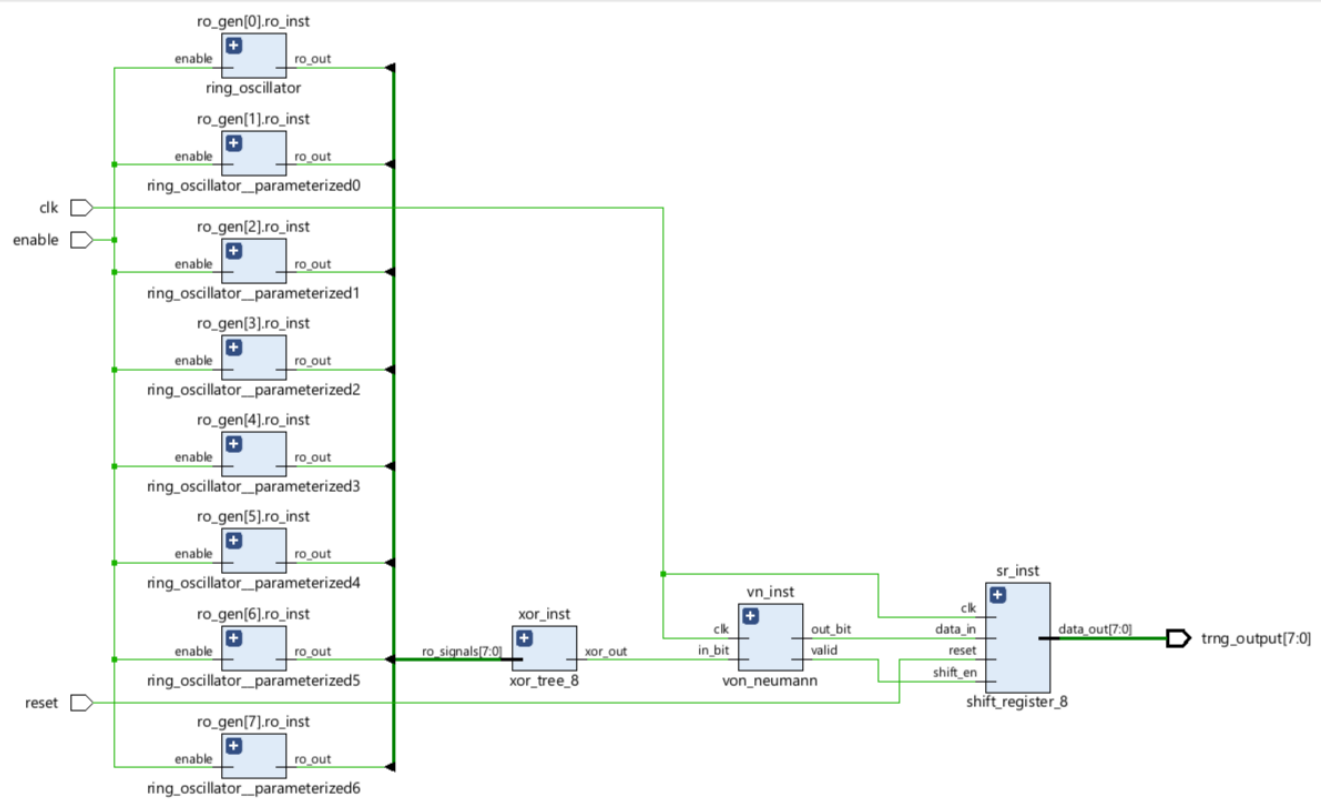 ro_gen[0].ro_inst
enable ro_out
ring_oscillator
ro_gen[1].ro_inst
enable ro_out
ring_oscillator__parameterized0
clk
enable
ro_gen[2].ro_inst
enable ro_out
ring_oscillator__parameterized1
ro_gen[3].ro_inst
enable ro_out
ring_oscillator__parameterized2
ro_gen[4].ro_inst
enable ro_out
ring_oscillator__parameterized3
ro_gen[5].ro_inst
enable ro_out
ring_oscillator__parameterized4
ro_gen[6].ro_inst
enable ro_out
ring_oscillator__parameterized5
reset
ro_gen[7].ro_inst
enable ro_out
ring_oscillator__parameterized6
xor_inst
ro_signals[7:0] xor_out
xor_tree_8
vn_inst
clk out_bit
in_bit valid
von_neumann
sr_inst
clk
data_in data_out[7:0]
reset
shift_en
shift_register_8
trng_output[7:0]